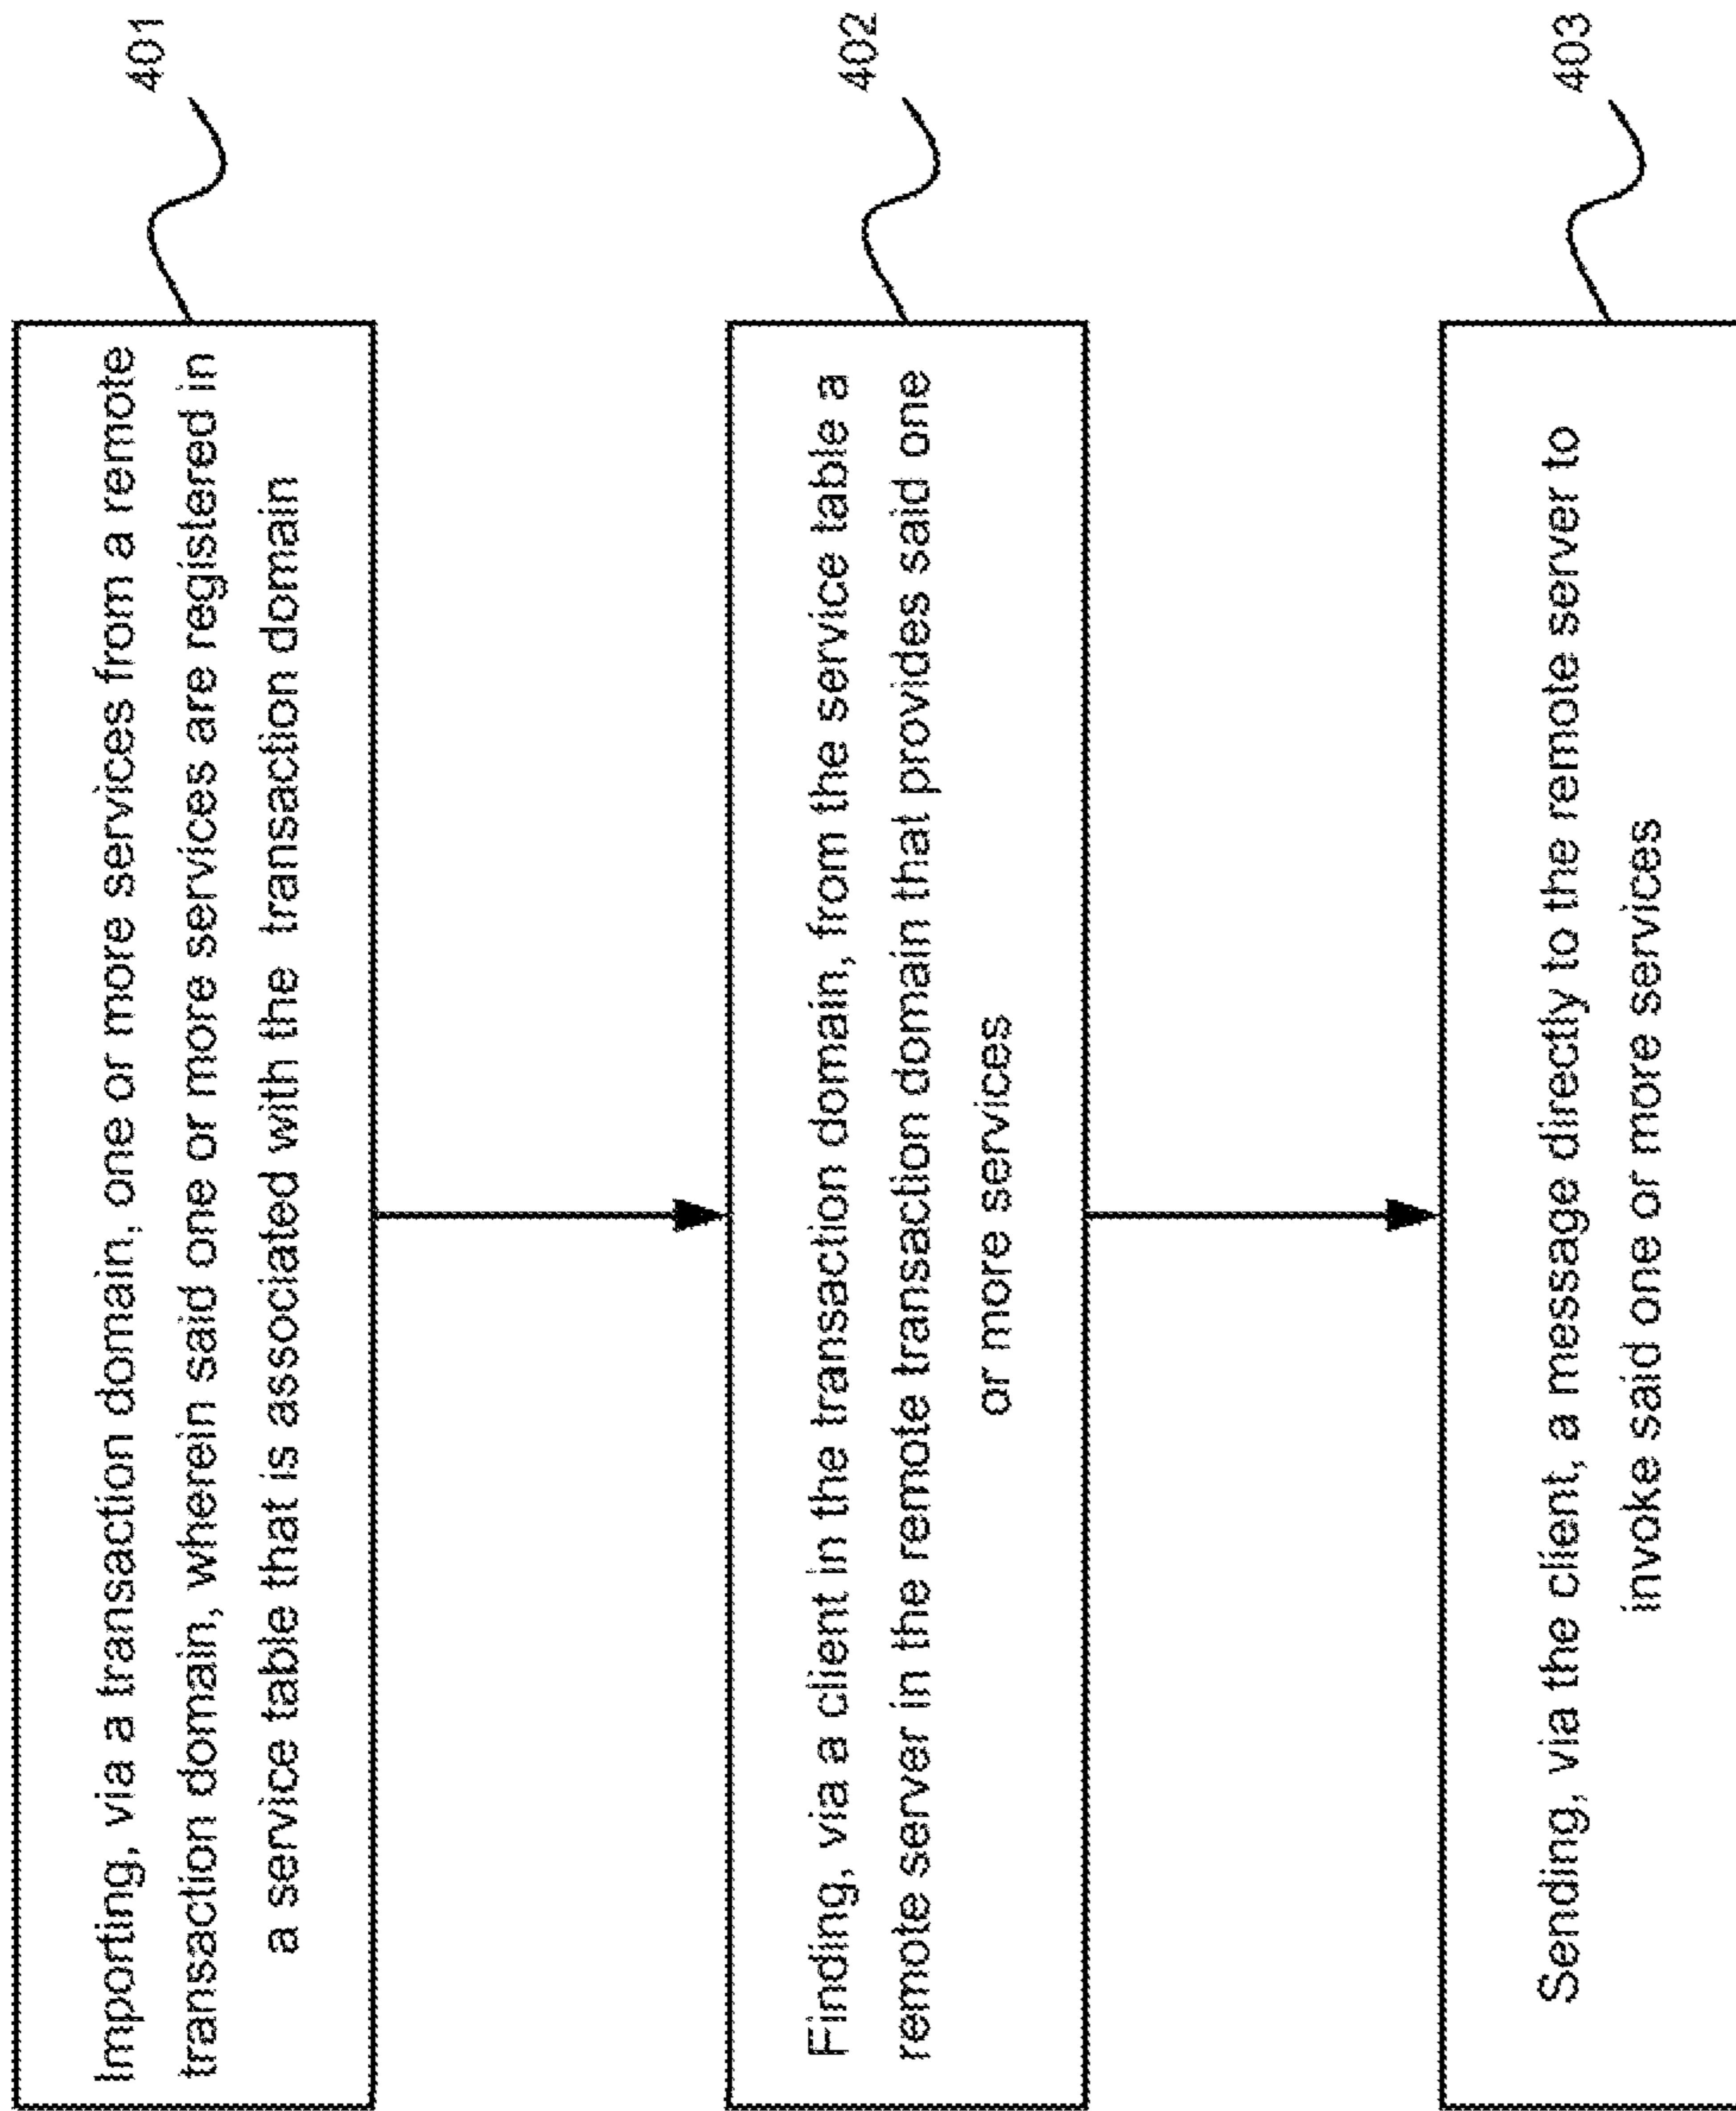 Importing, via a transaction domain, one or more services from a remote
transaction domain, wherein said one or more services are registered in
a service table that is associated with the transaction domain
401
Finding, via a client in the transaction domain, from the service table a
remote server in the remote transaction domain that provides said one
or more services
402
Sending, via the client, a message directly to the remote server to
invoke said one or more services
403